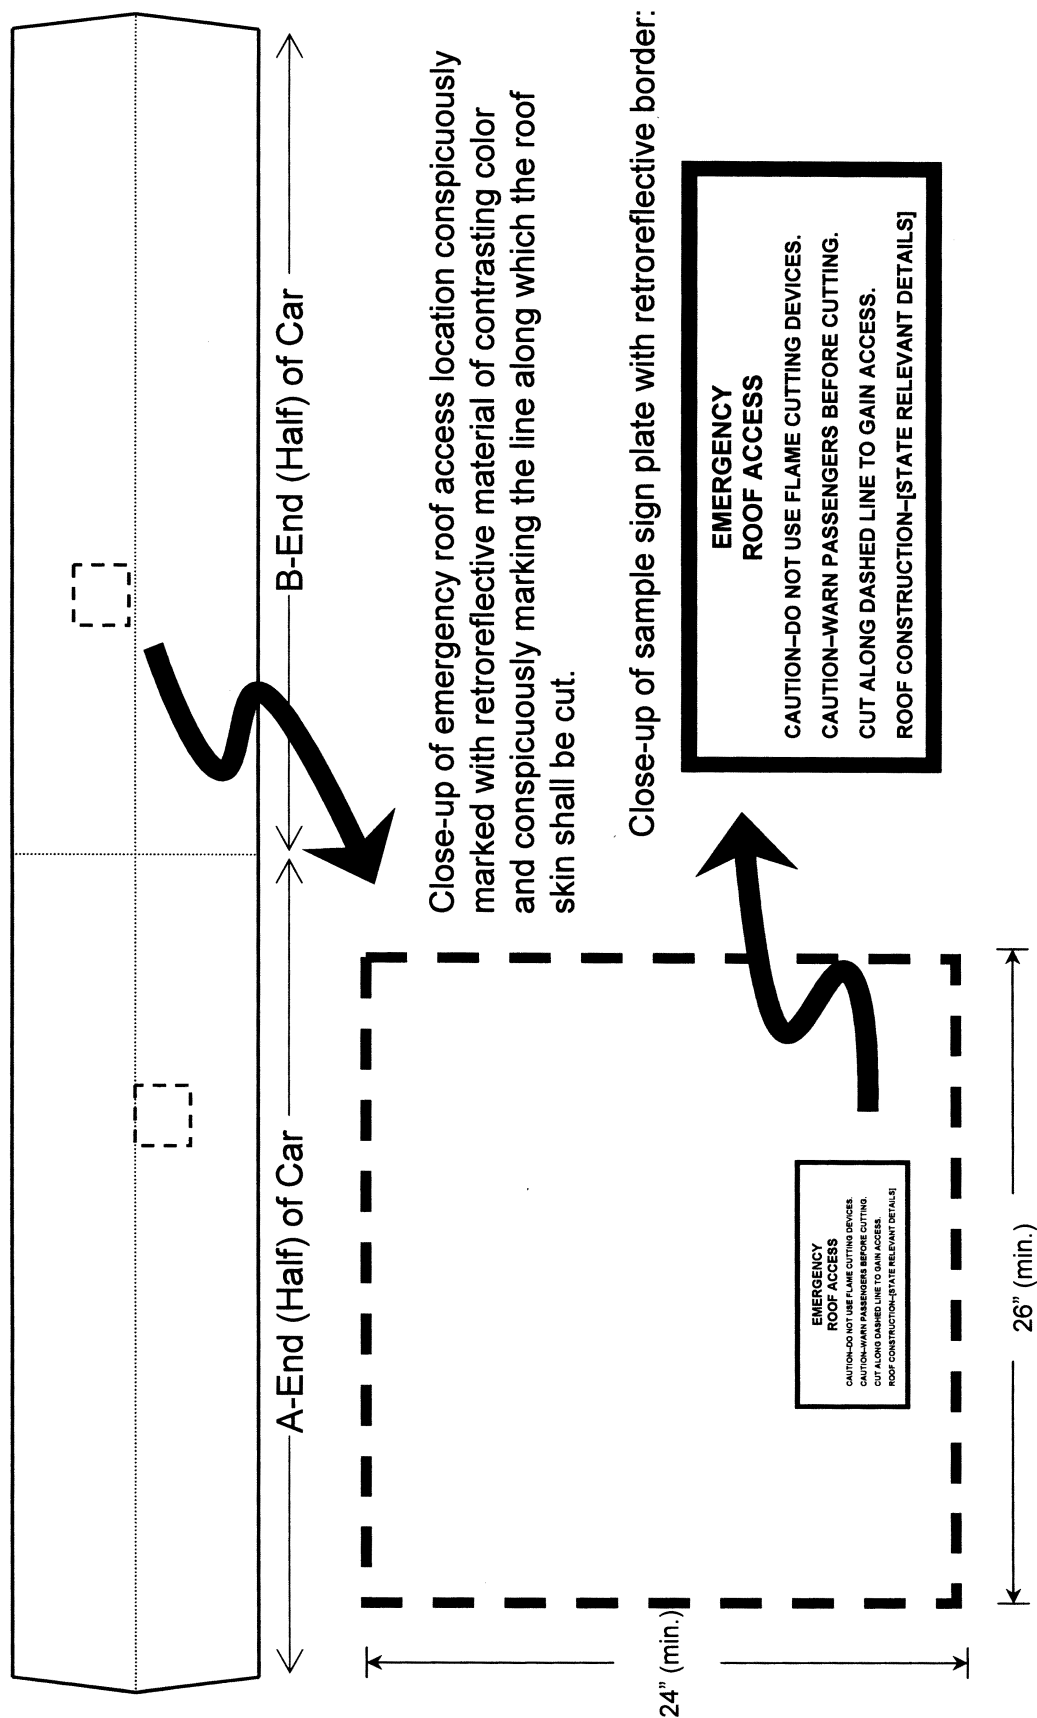 A-End (Half) of Car
B-End (Half) of Car
Close-up of emergency roof access location conspicuously
marked with retroreflective material of contrasting color
and conspicuously marking the line along which the roof
skin shall be cut.
24” (min.)
26” (min.)
EMERGENCY
ROOF ACCESS
CAUTION–DO NOT USE FLAME CUTTING DEVICES.
CAUTION–WARN PASSENGERS BEFORE CUTTING.
CUT ALONG DASHED LINE TO GAIN ACCESS.
ROOF CONSTRUCTION–[STATE RELEVANT DETAILS]
Close-up of sample sign plate with retroreflective border:
EMERGENCY
ROOF ACCESS
CAUTION–DO NOT USE FLAME CUTTING DEVICES.
CAUTION–WARN PASSENGERS BEFORE CUTTING.
CUT ALONG DASHED LINE TO GAIN ACCESS.
ROOF CONSTRUCTION–[STATE RELEVANT DETAILS]